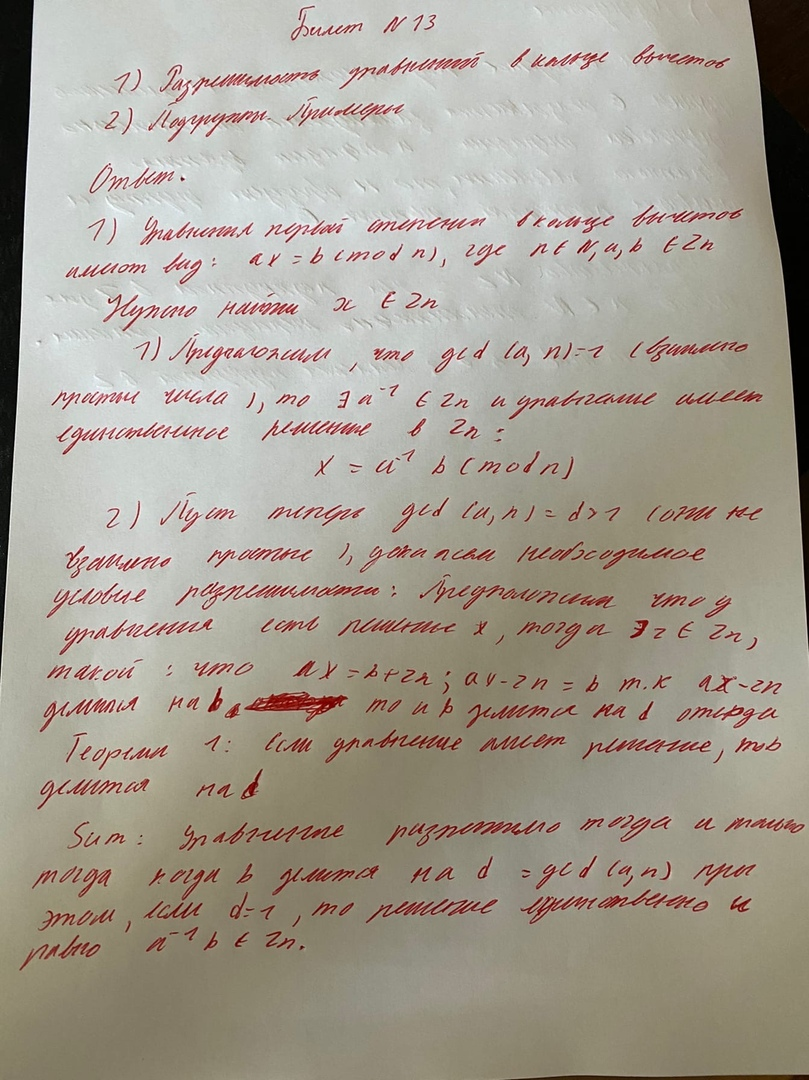 Билет N 13
1) Разрешимость уравнений в кольце вычетов
2) Подгруппы. Примеры
Ответ.
1) Уравнения первой степени в кольце вычетов
имеют вид: ax = b (mod n), где n ∈ N, a, b ∈ Zn
Нужно найти x ∈ Zn
1) Предположим, что gcd (a, n) = 1 (взаимно
простые числа), то ∃ a⁻¹ ∈ Zn и уравнение имеет
единственное решение в Zn:
x = a⁻¹ b (mod n)
2) Пуст теперь gcd (a, n) = d > 1 (они не
взаимно простые), докажем необходимое
условие разрешимости: Предположим что у
уравнения есть решение x, тогда ∃ z ∈ Zn,
такой: что ax = b + zn; ax - zn = b т.к ax - zn
делится на то и b делится на d отсюда
Теорема 1: Если уравнение имеет решение, то b
делится на d
Sum: Уравнение разрешимо тогда и только
тогда когда b делится на d = gcd (a, n) при
этом, если d = 1, то решение единственно и
равно a⁻¹ b ∈ Zn.